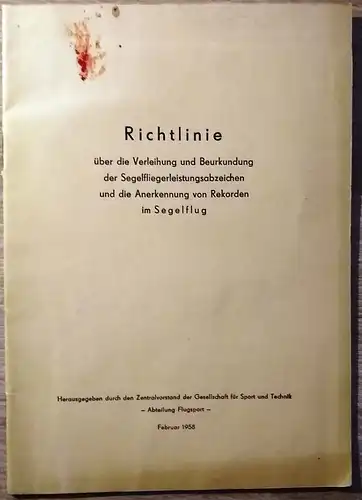 Richtlinie
über die Verleihung und Beurkundung
der Segelfliegerleistungsabzeichen
und die Anerkennung von Rekorden
im Segelflug
Herausgegeben durch den Zentralvorstand der Gesellschaft für Sport und Technik
– Abteilung Flugsport –
Februar 1958